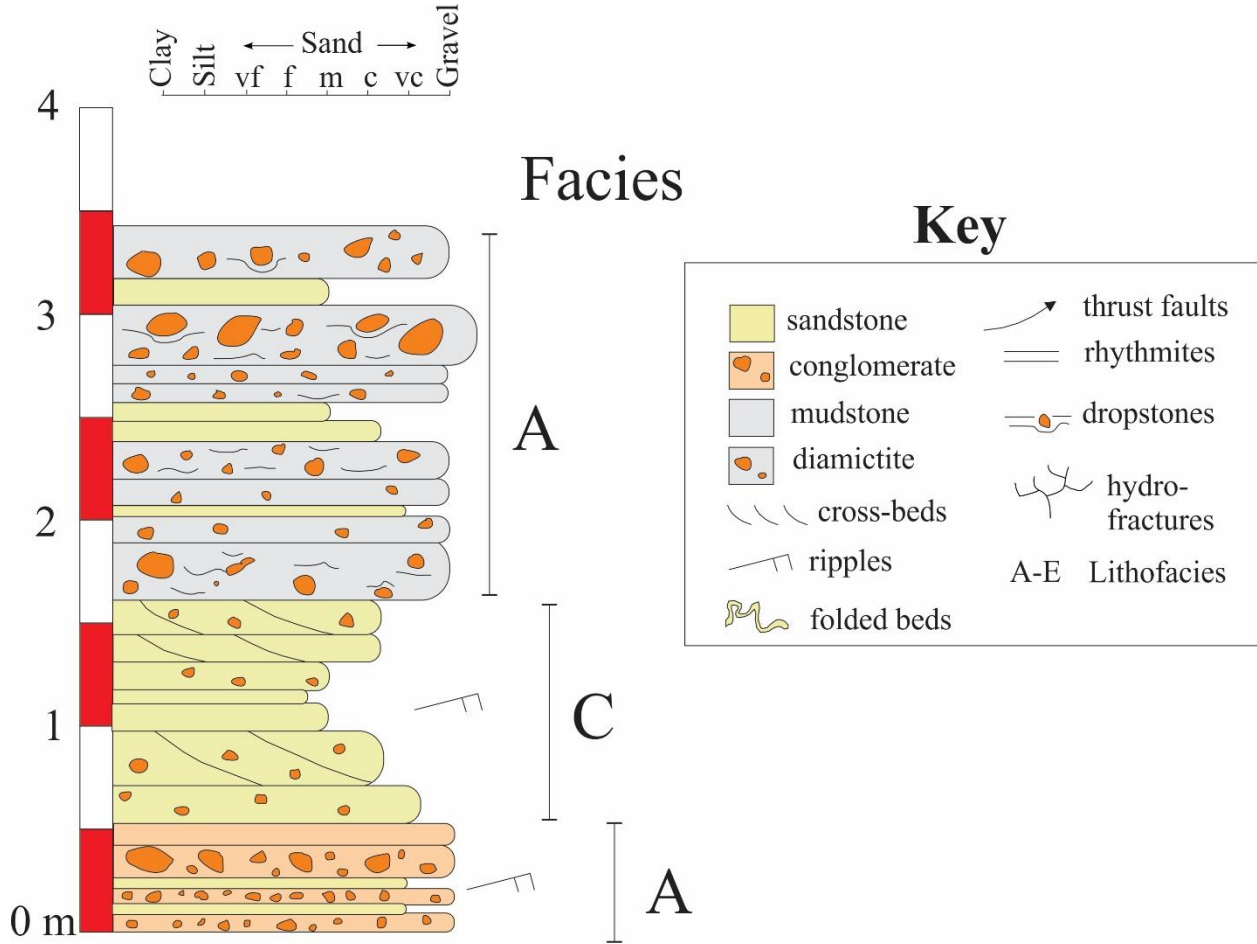 Sand
Clay Silt vf f m c vc Gravel
4
3
2
1
0 m
Facies
A
C
A
Key
sandstone
conglomerate
mudstone
diamictite
cross-beds
ripples
folded beds
thrust faults
rhythmites
dropstones
hydro-
fractures
A-E Lithofacies